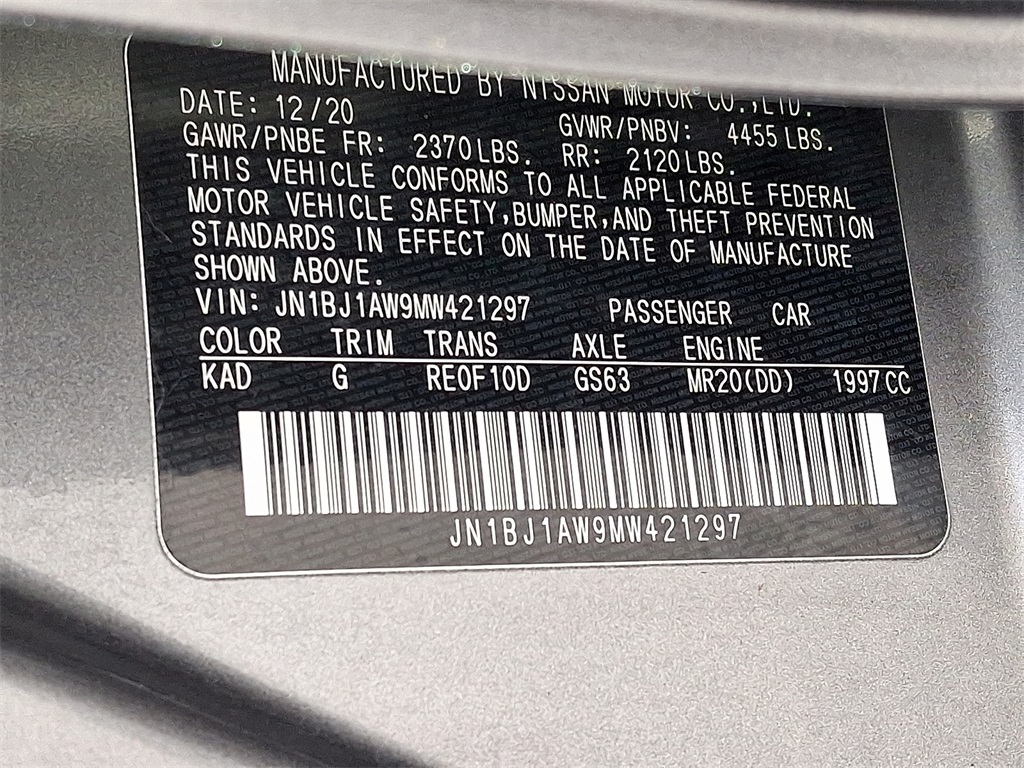 MANUFACTURED BY NISSAN MOTOR CO.,LTD.
DATE: 12/20 GVWR/PNBV: 4455 LBS.
GAWR/PNBE FR: 2370LBS. RR: 2120LBS.
THIS VEHICLE CONFORMS TO ALL APPLICABLE FEDERAL
MOTOR VEHICLE SAFETY,BUMPER,AND THEFT PREVENTION
STANDARDS IN EFFECT ON THE DATE OF MANUFACTURE
SHOWN ABOVE.
VIN: JN1BJ1AW9MW421297 PASSENGER CAR
COLOR TRIM TRANS AXLE ENGINE
KAD G RE0F10D GS63 MR20(DD) 1997CC
JN1BJ1AW9MW421297